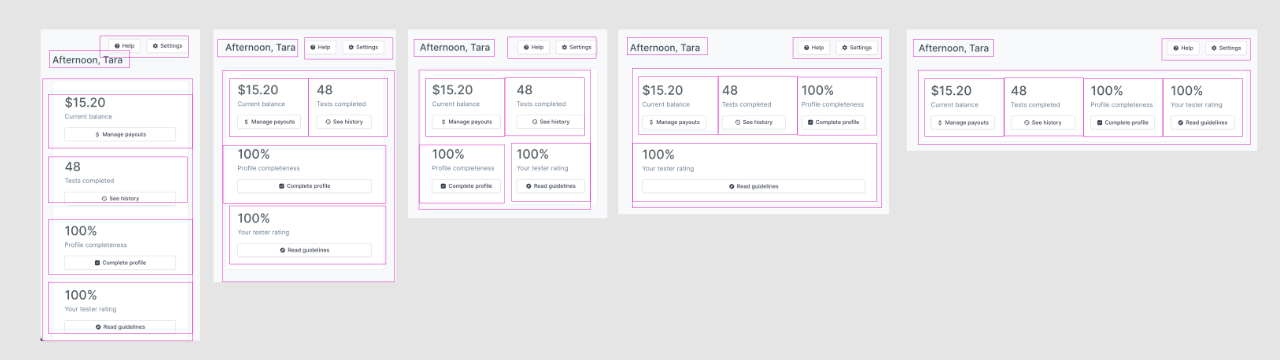 Help Settings
Afternoon, Tara
$15.20
Current balance
Manage payouts
48
Tests completed
See history
100%
Profile completeness
Complete profile
100%
Your tester rating
Read guidelines
Afternoon, Tara Help Settings
$15.20 48
Current balance Tests completed
$ Manage payouts See history
100%
Profile completeness
Complete profile
100%
Your tester rating
Read guidelines
Afternoon, Tara Help Settings
$15.20 48
Current balance Tests completed
$ Manage payouts See history
100% 100%
Profile completeness Your tester rating
Complete profile Read guidelines
Afternoon, Tara Help Settings
$15.20 48 100%
Current balance Tests completed Profile completeness
$ Manage payouts See history Complete profile
100%
Your tester rating
Read guidelines
Afternoon, Tara Help Settings
$15.20 48 100% 100%
Current balance Tests completed Profile completeness Your tester rating
$ Manage payouts See history Complete profile Read guidelines